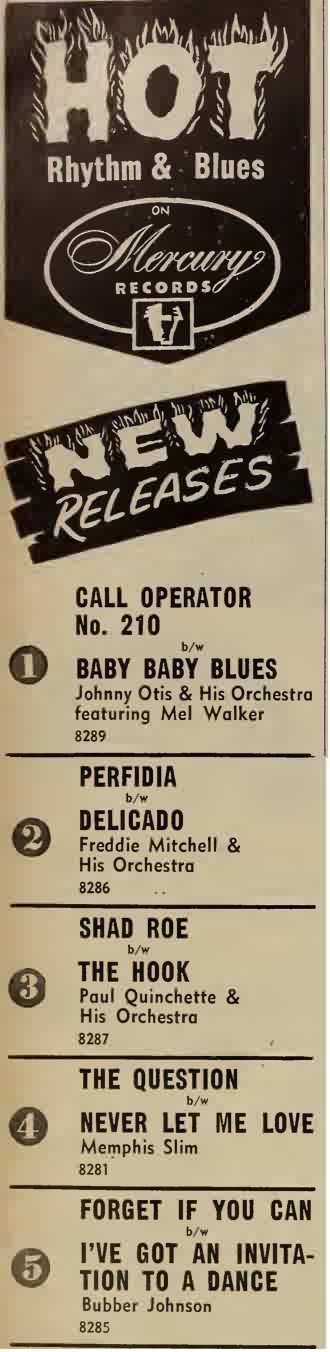 HOT
Rhythm & Blues
ON
Mercury
RECORDS
NEW
RELEASES
CALL OPERATOR
No. 210
b/w
1
BABY BABY BLUES
Johnny Otis & His Orchestra
featuring Mel Walker
8289
PERFIDIA
b/w
2
DELICADO
Freddie Mitchell &
His Orchestra
8286
SHAD ROE
b/w
3
THE HOOK
Paul Quinchette &
His Orchestra
8287
THE QUESTION
b/w
4
NEVER LET ME LOVE
Memphis Slim
8281
FORGET IF YOU CAN
b/w
5
I'VE GOT AN INVITA-
TION TO A DANCE
Bubber Johnson
8285